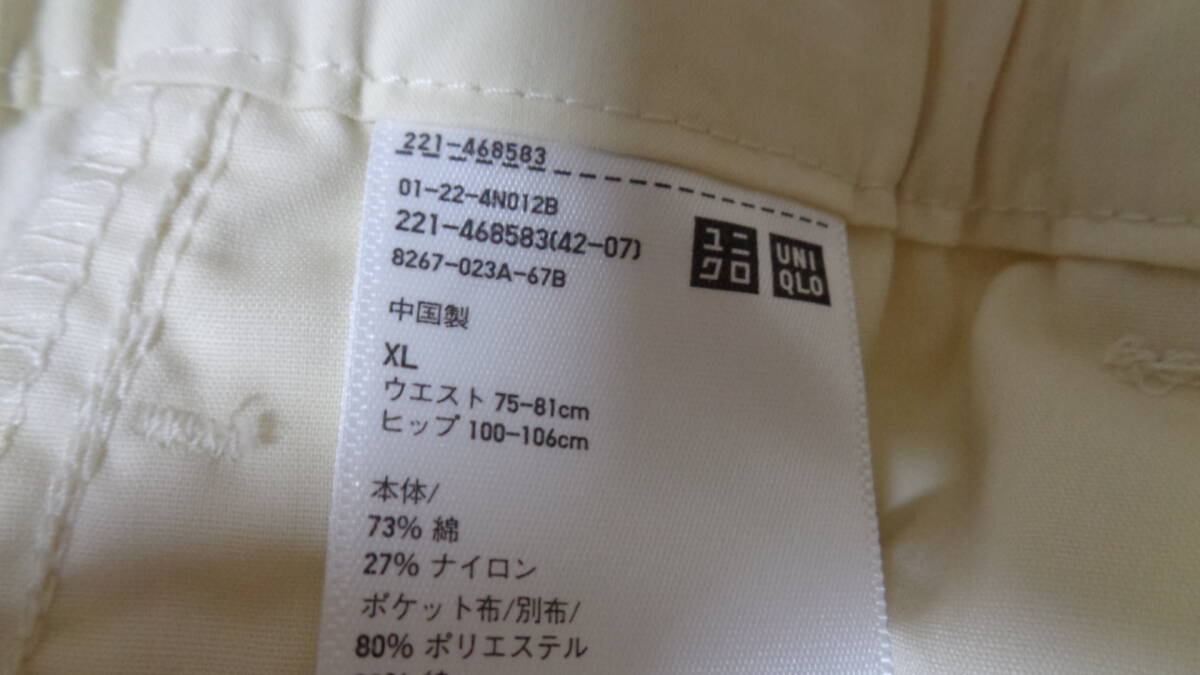 221-468583
01-22-4N012B
221-468583(42-07)
8267-023A-67B
ユニ
クロ
UNI
QLO
中国製
XL
ウエスト 75-81cm
ヒップ 100-106cm
本体/
73% 綿
27% ナイロン
ポケット布/別布/
80% ポリエステル